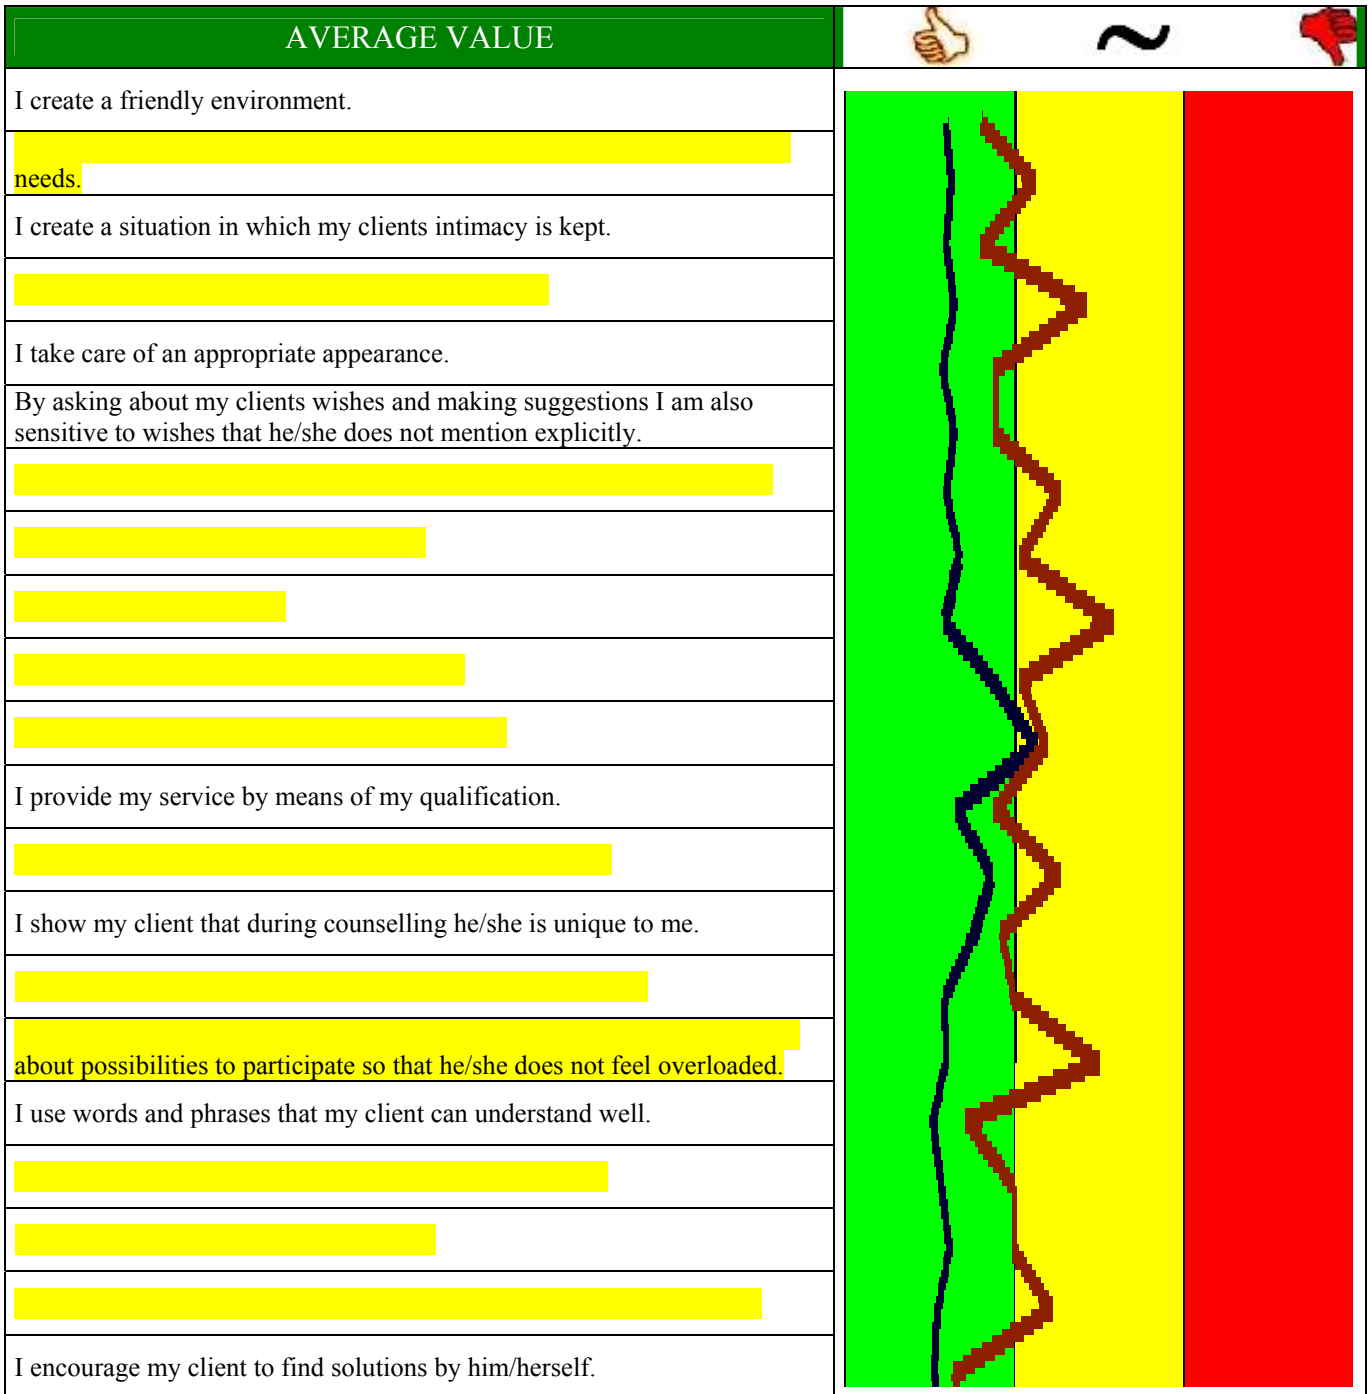 AVERAGE VALUE
~
I create a friendly environment.
needs.
I create a situation in which my clients intimacy is kept.
I take care of an appropriate appearance.
By asking about my clients wishes and making suggestions I am also
sensitive to wishes that he/she does not mention explicitly.
I provide my service by means of my qualification.
I show my client that during counselling he/she is unique to me.
about possibilities to participate so that he/she does not feel overloaded.
I use words and phrases that my client can understand well.
I encourage my client to find solutions by him/herself.